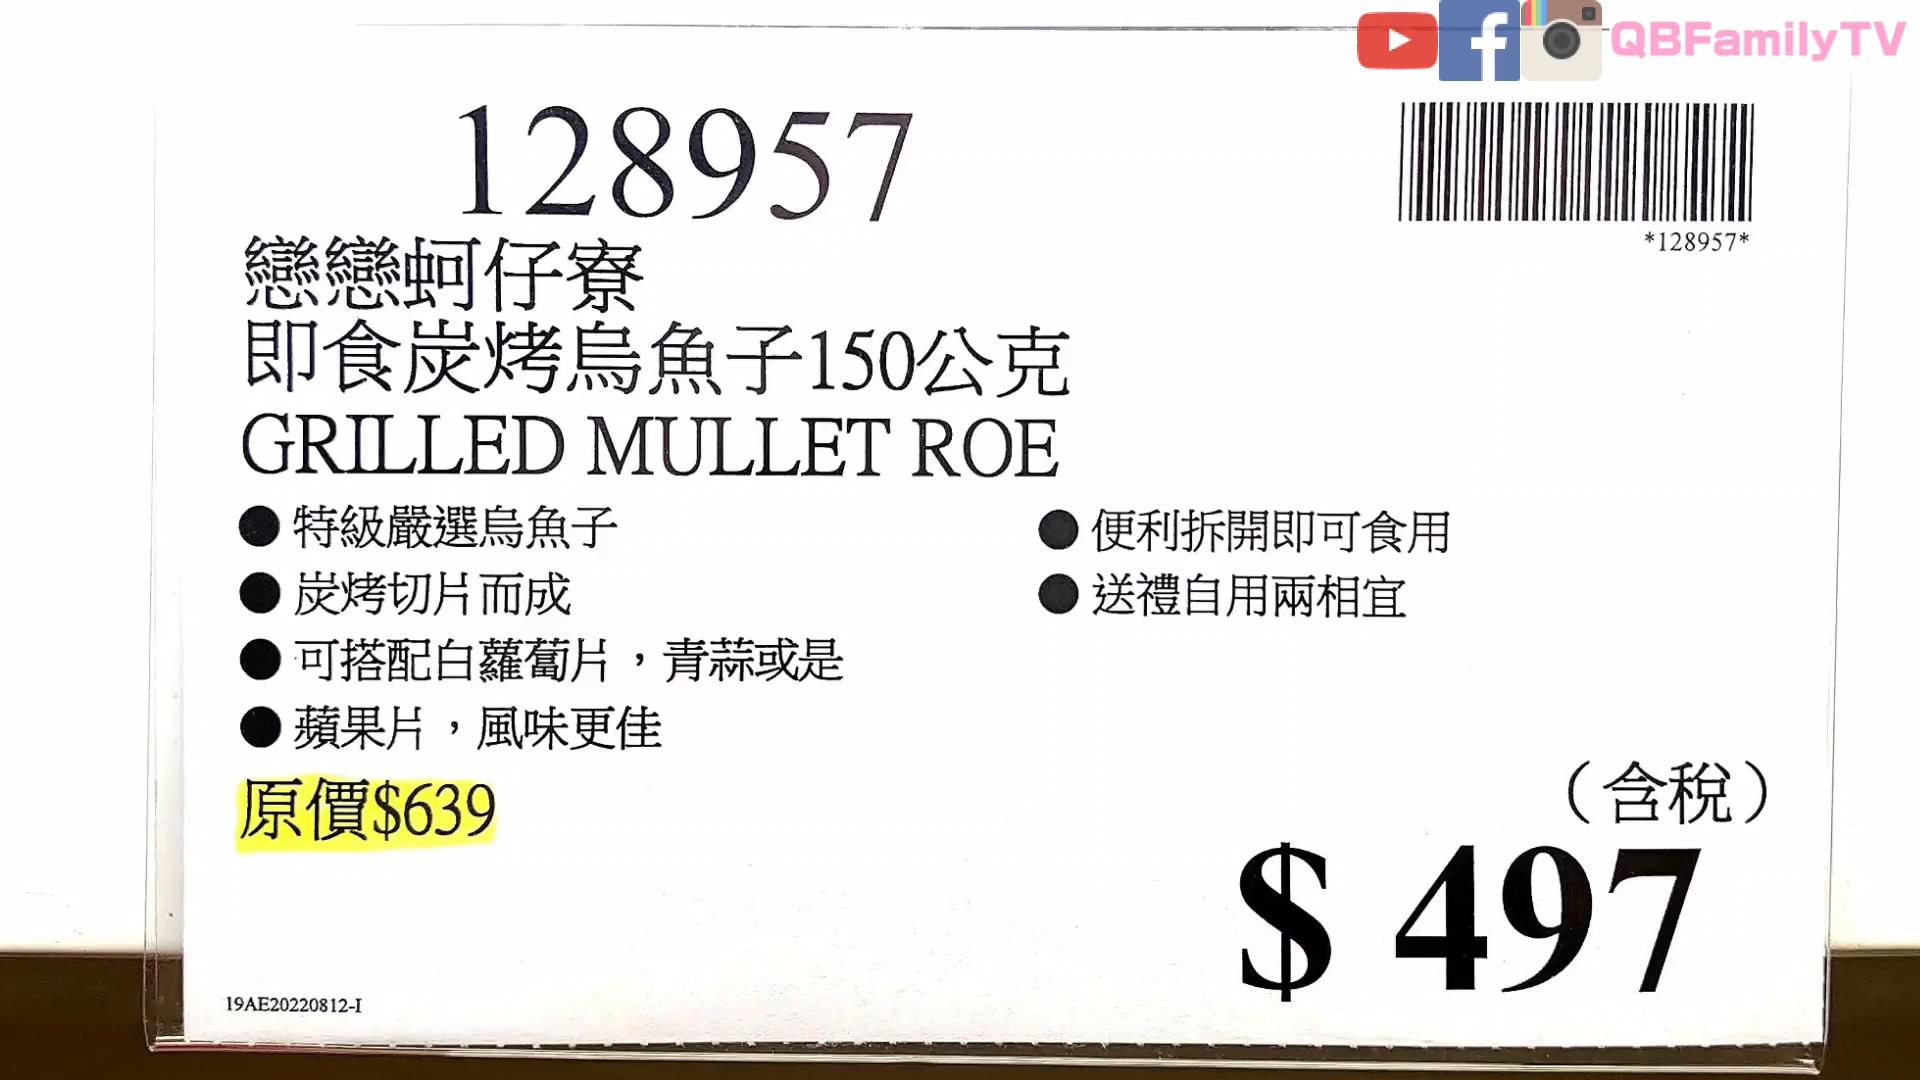 QBFamilyTV
128957
*128957*
戀戀蚵仔寮
即食炭烤烏魚子150公克
GRILLED MULLET ROE
● 特級嚴選烏魚子
● 炭烤切片而成
● 可搭配白蘿蔔片，青蒜或是
● 蘋果片，風味更佳
● 便利拆開即可食用
● 送禮自用兩相宜
原價$639
（含稅）
$ 497
19AE20220812-I